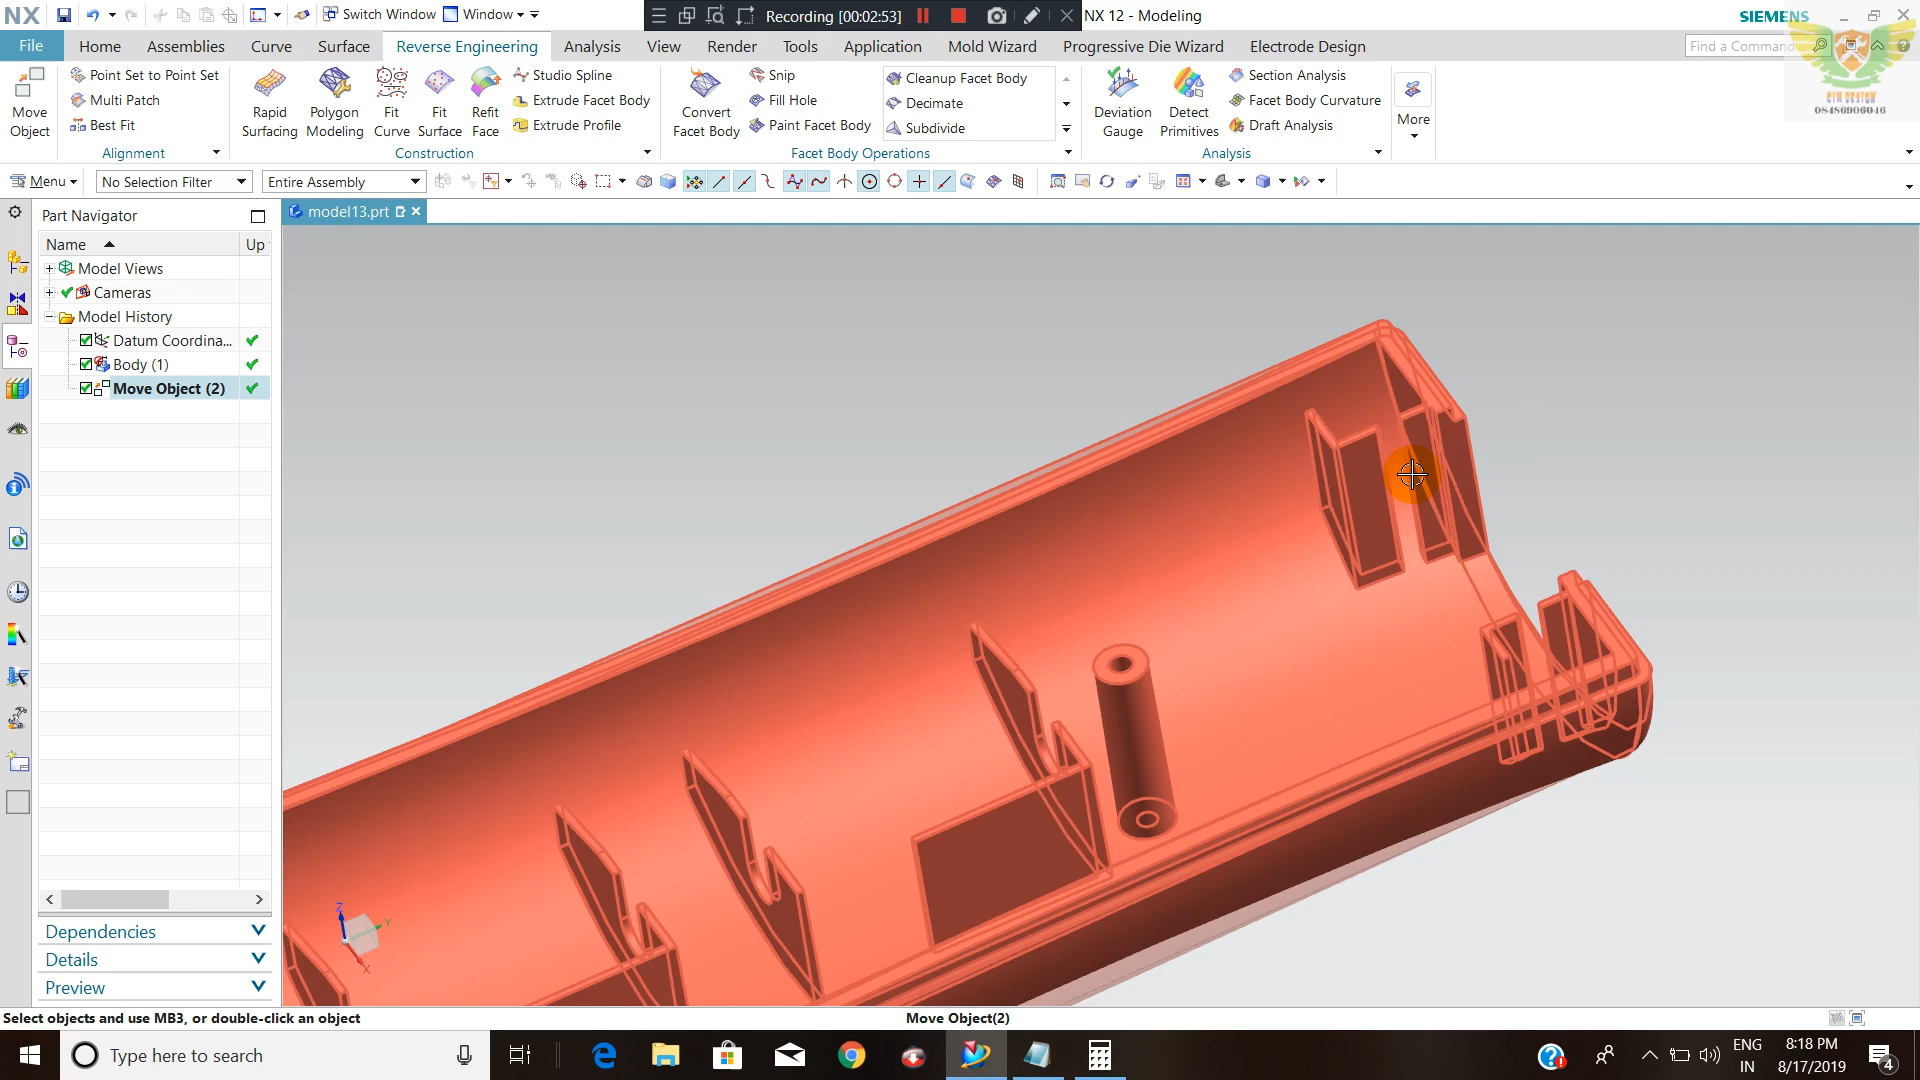 NX Switch Window Window Recording [00:02:53] NX 12 - Modeling SIEMENS
File Home Assemblies Curve Surface Reverse Engineering Analysis View Render Tools Application Mold Wizard Progressive Die Wizard Electrode Design Find a Command
Move Object
Point Set to Point Set
Multi Patch
Best Fit
Alignment
Rapid Surfacing
Polygon Modeling
Fit Curve
Fit Surface
Refit Face
Studio Spline
Extrude Facet Body
Extrude Profile
Construction
Convert Facet Body
Snip
Fill Hole
Paint Facet Body
Cleanup Facet Body
Decimate
Subdivide
Facet Body Operations
Deviation Gauge
Detect Primitives
Section Analysis
Facet Body Curvature
Draft Analysis
Analysis
More
CTM DESIGN
08486906046
Menu No Selection Filter Entire Assembly
Part Navigator
model13.prt
Name Up
Model Views
Cameras
Model History
Datum Coordina...
Body (1)
Move Object (2)
Z
Y
X
Dependencies
Details
Preview
Select objects and use MB3, or double-click an object Move Object(2)
Type here to search
ENG
IN
8:18 PM
8/17/2019
4